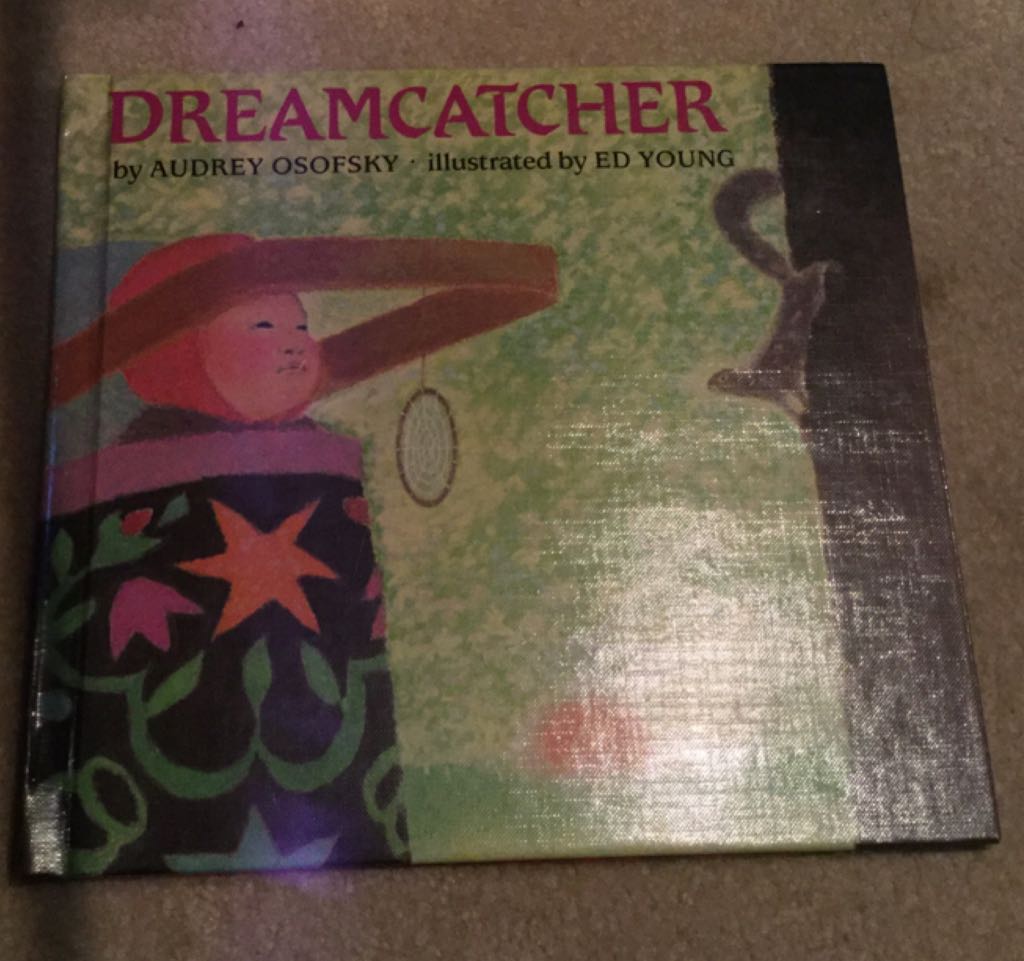 DREAMCATCHER
by AUDREY OSOFSKY · illustrated by ED YOUNG